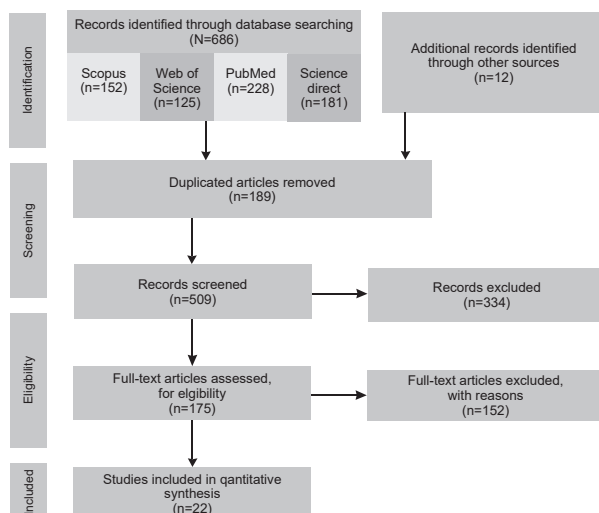 Identification
Records identified through database searching
(N=686)
Scopus
(n=152)
Web of
Science
(n=125)
PubMed
(n=228)
Science
direct
(n=181)
Additional records identified
through other sources
(n=12)
Screening
Duplicated articles removed
(n=189)
Records screened
(n=509)
Records excluded
(n=334)
Eligibility
Full-text articles assessed,
for elgibility
(n=175)
Full-text articles excluded,
with reasons
(n=152)
Included
Studies included in qantitative
synthesis
(n=22)